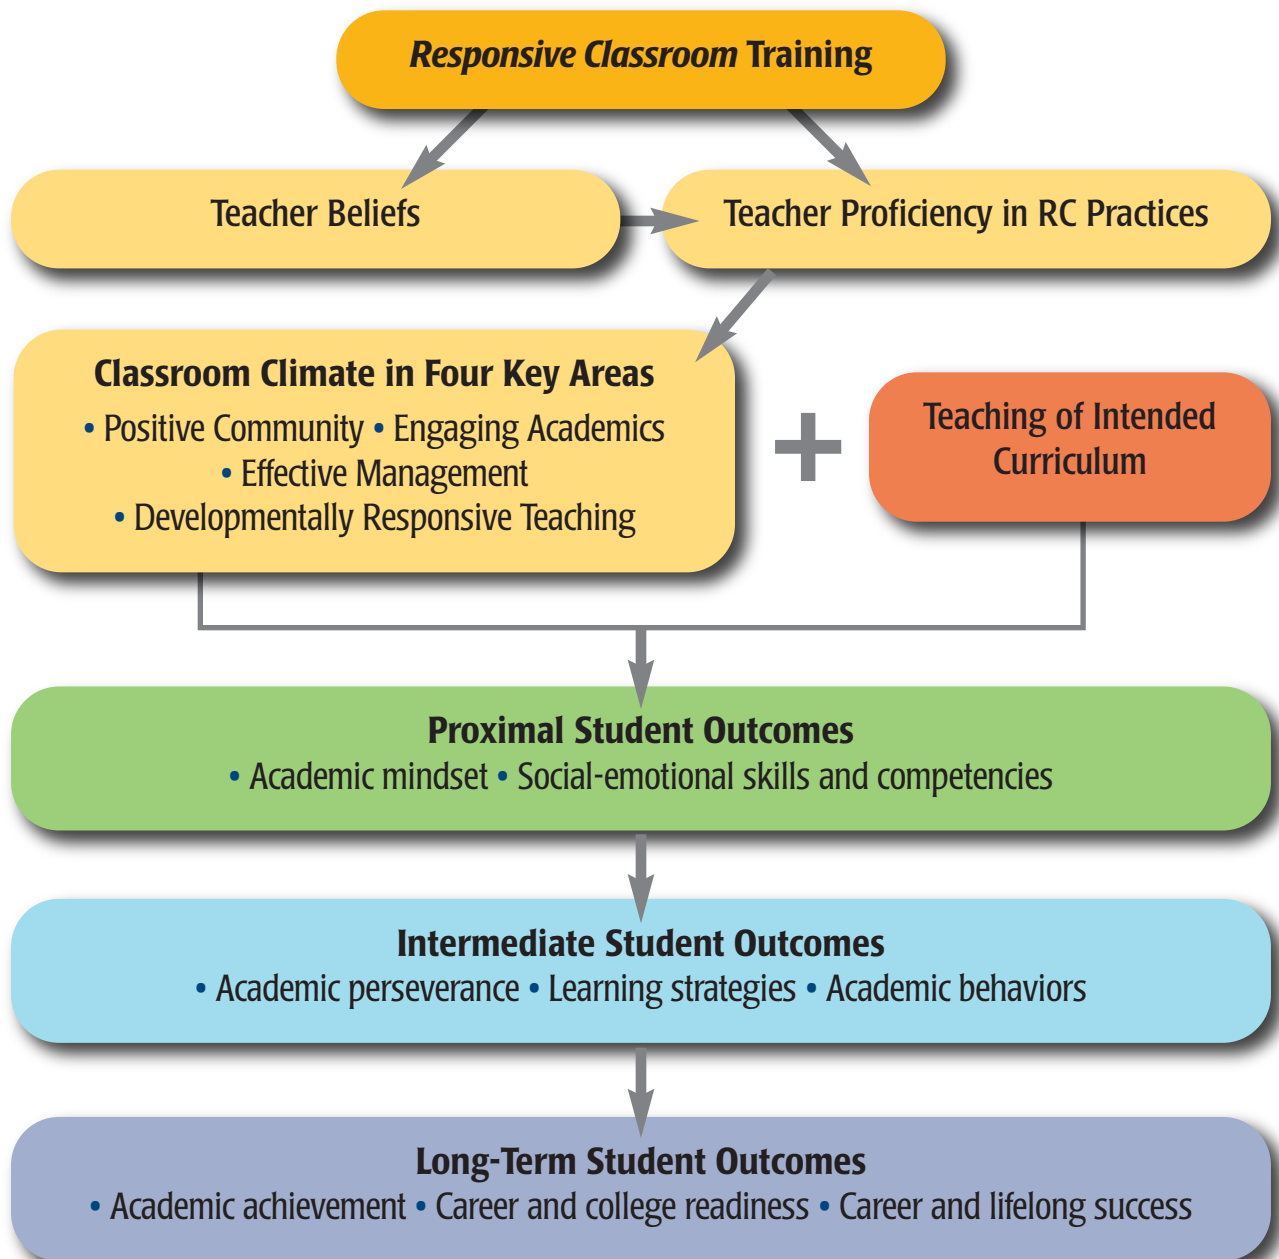 Responsive Classroom Training
Teacher Beliefs
Teacher Proficiency in RC Practices
Classroom Climate in Four Key Areas
• Positive Community • Engaging Academics
• Effective Management
• Developmentally Responsive Teaching
+
Teaching of Intended
Curriculum
Proximal Student Outcomes
• Academic mindset • Social-emotional skills and competencies
Intermediate Student Outcomes
• Academic perseverance • Learning strategies • Academic behaviors
Long-Term Student Outcomes
• Academic achievement • Career and college readiness • Career and lifelong success